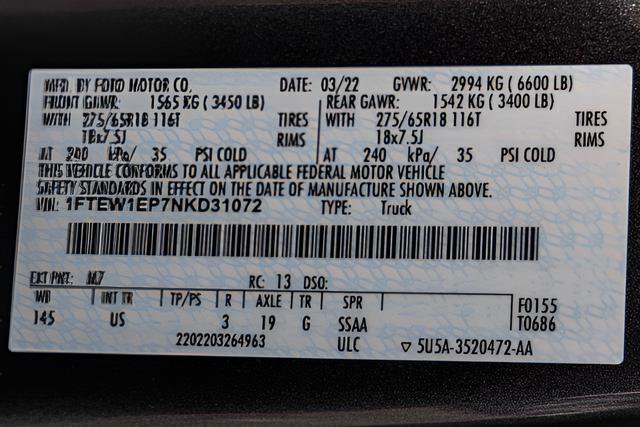 MFD. BY FORD MOTOR CO. DATE: 03/22 GVWR: 2994 KG ( 6600 LB)
FRONT GAWR: 1565 KG ( 3450 LB) REAR GAWR: 1542 KG ( 3400 LB)
WITH 275/65R18 116T TIRES WITH 275/65R18 116T TIRES
18x7.5J RIMS 18x7.5J RIMS
AT 240 kPa/ 35 PSI COLD AT 240 kPa/ 35 PSI COLD
THIS VEHICLE CONFORMS TO ALL APPLICABLE FEDERAL MOTOR VEHICLE
SAFETY STANDARDS IN EFFECT ON THE DATE OF MANUFACTURE SHOWN ABOVE.
VIN: 1FTEW1EP7NKD31072 TYPE: Truck
EXT PNT: M7 RC: 13 DSO:
WB INT TR TP/PS R AXLE TR SPR F0155
145 US 3 19 G SSAA T0686
2202203264963 ULC ▽ 5U5A-3520472-AA